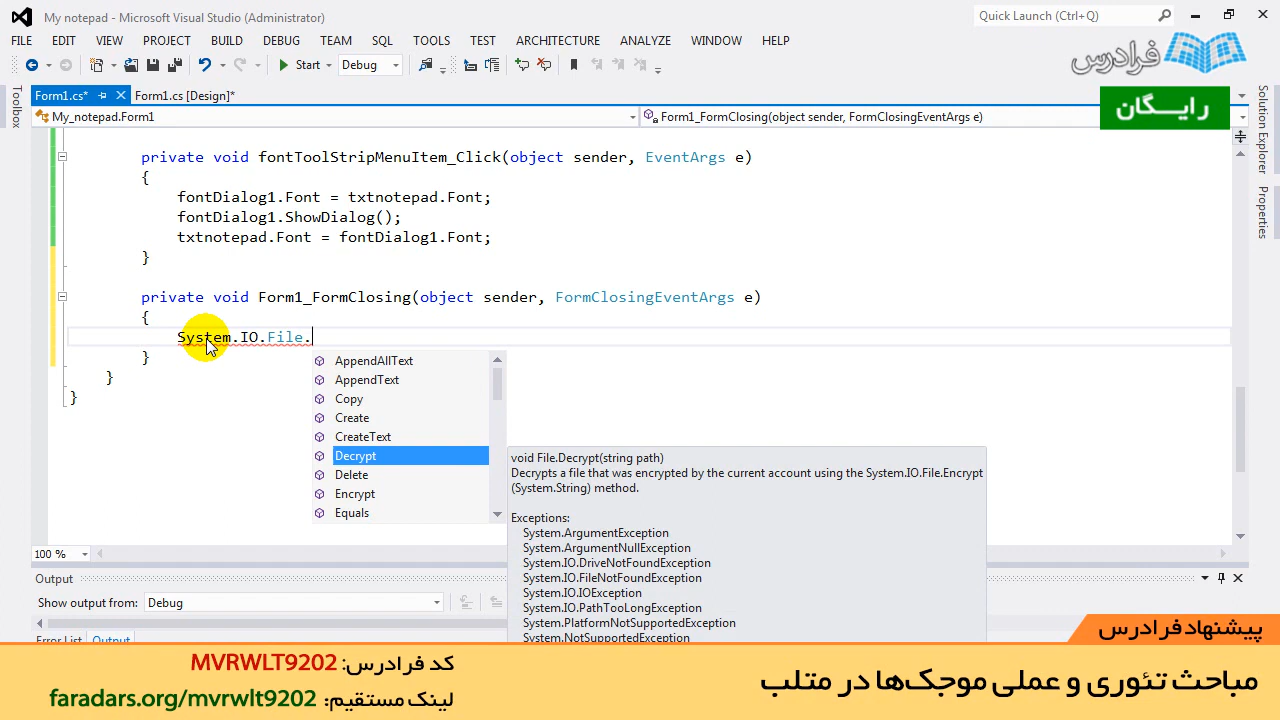 My notepad - Microsoft Visual Studio (Administrator)
Quick Launch (Ctrl+Q)
FILE EDIT VIEW PROJECT BUILD DEBUG TEAM SQL TOOLS TEST ARCHITECTURE ANALYZE WINDOW HELP
Start Debug
فرادرس
رایـــگان
Toolbox
Form1.cs* Form1.cs [Design]*
My_notepad.Form1
Form1_FormClosing(object sender, FormClosingEventArgs e)
Solution Explorer
Properties
private void fontToolStripMenuItem_Click(object sender, EventArgs e)
{
fontDialog1.Font = txtnotepad.Font;
fontDialog1.ShowDialog();
txtnotepad.Font = fontDialog1.Font;
}
private void Form1_FormClosing(object sender, FormClosingEventArgs e)
{
System.IO.File.
}
}
}
AppendAllText
AppendText
Copy
Create
CreateText
Decrypt
Delete
Encrypt
Equals
void File.Decrypt(string path)
Decrypts a file that was encrypted by the current account using the System.IO.File.Encrypt
(System.String) method.
Exceptions:
System.ArgumentException
System.ArgumentNullException
System.IO.DriveNotFoundException
System.IO.FileNotFoundException
System.IO.IOException
System.IO.PathTooLongException
System.PlatformNotSupportedException
System.NotSupportedException
100 %
Output
Show output from: Debug
Error List Output
پیشنهاد فرادرس
مباحث تئوری و عملی موجک‌ها در متلب
کد فرادرس: MVRWLT9202
لینک مستقیم: faradars.org/mvrwlt9202